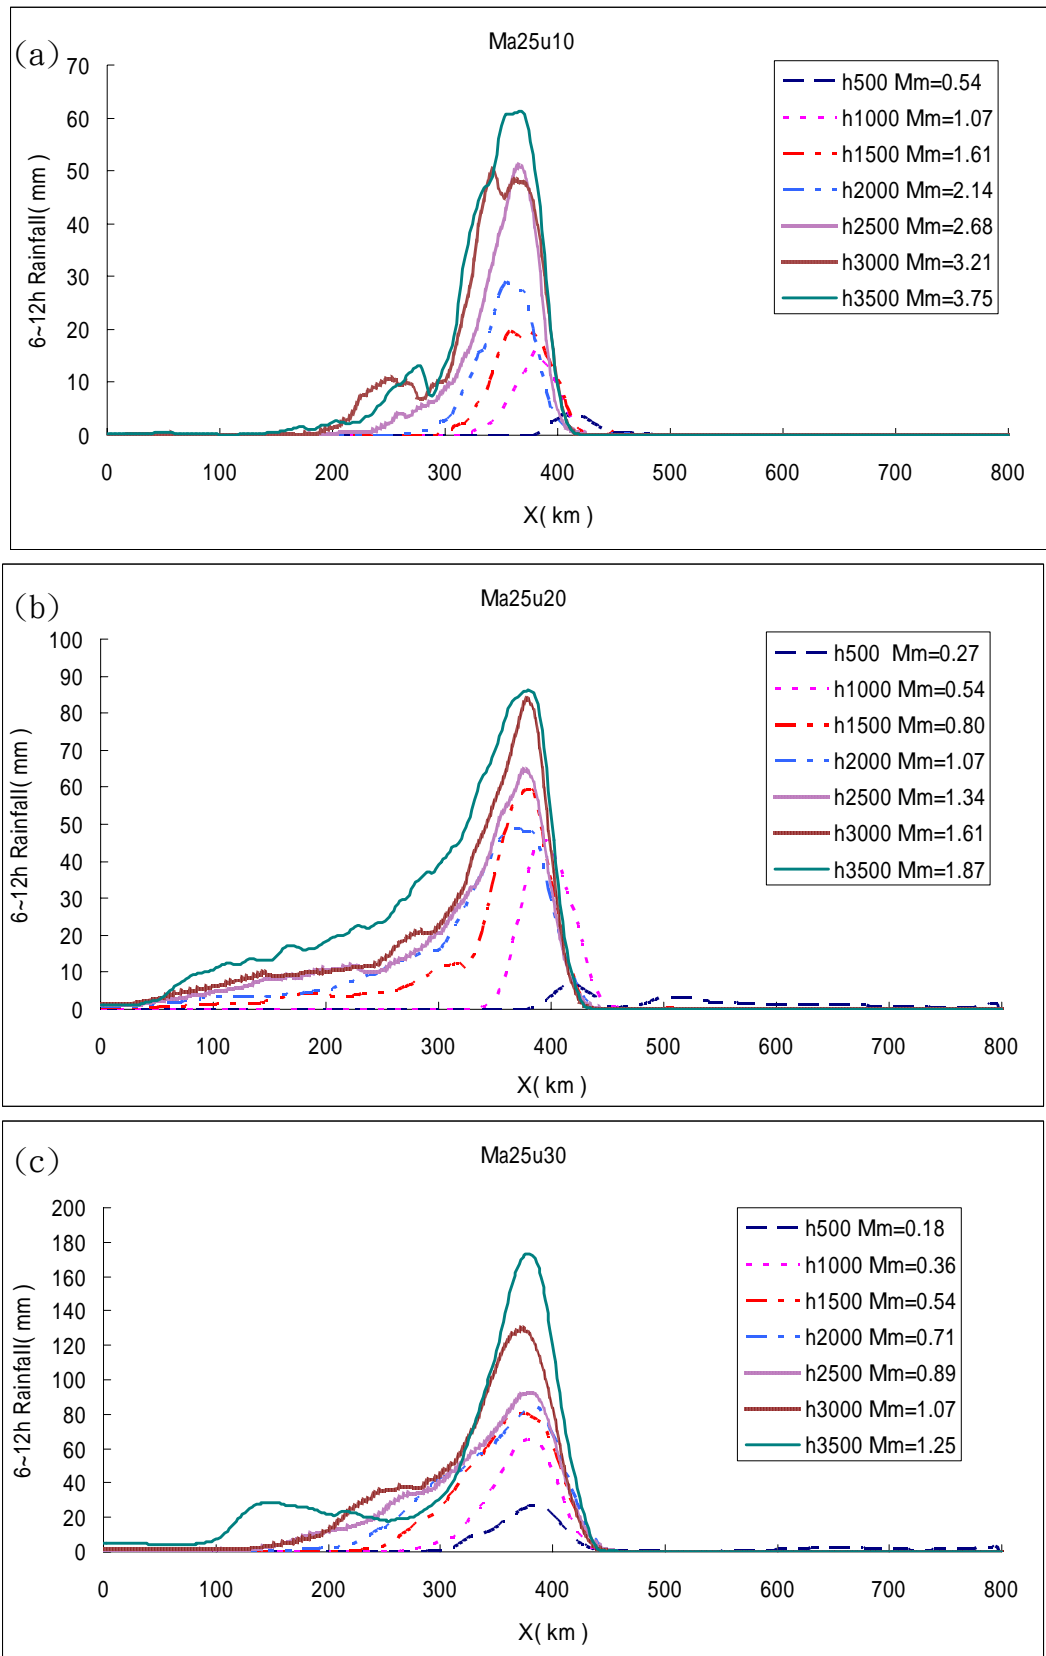 (a)
Ma25u10
70
60
50
40
30
20
10
0
6~12h Rainfall( mm )
h500 Mm=0.54
h1000 Mm=1.07
h1500 Mm=1.61
h2000 Mm=2.14
h2500 Mm=2.68
h3000 Mm=3.21
h3500 Mm=3.75
0 100 200 300 400 500 600 700 800
X( km )
(b)
Ma25u20
100
90
80
70
60
50
40
30
20
10
0
6~12h Rainfall( mm )
h500 Mm=0.27
h1000 Mm=0.54
h1500 Mm=0.80
h2000 Mm=1.07
h2500 Mm=1.34
h3000 Mm=1.61
h3500 Mm=1.87
0 100 200 300 400 500 600 700 800
X( km )
(c)
Ma25u30
200
180
160
140
120
100
80
60
40
20
0
6~12h Rainfall( mm )
h500 Mm=0.18
h1000 Mm=0.36
h1500 Mm=0.54
h2000 Mm=0.71
h2500 Mm=0.89
h3000 Mm=1.07
h3500 Mm=1.25
0 100 200 300 400 500 600 700 800
X( km )